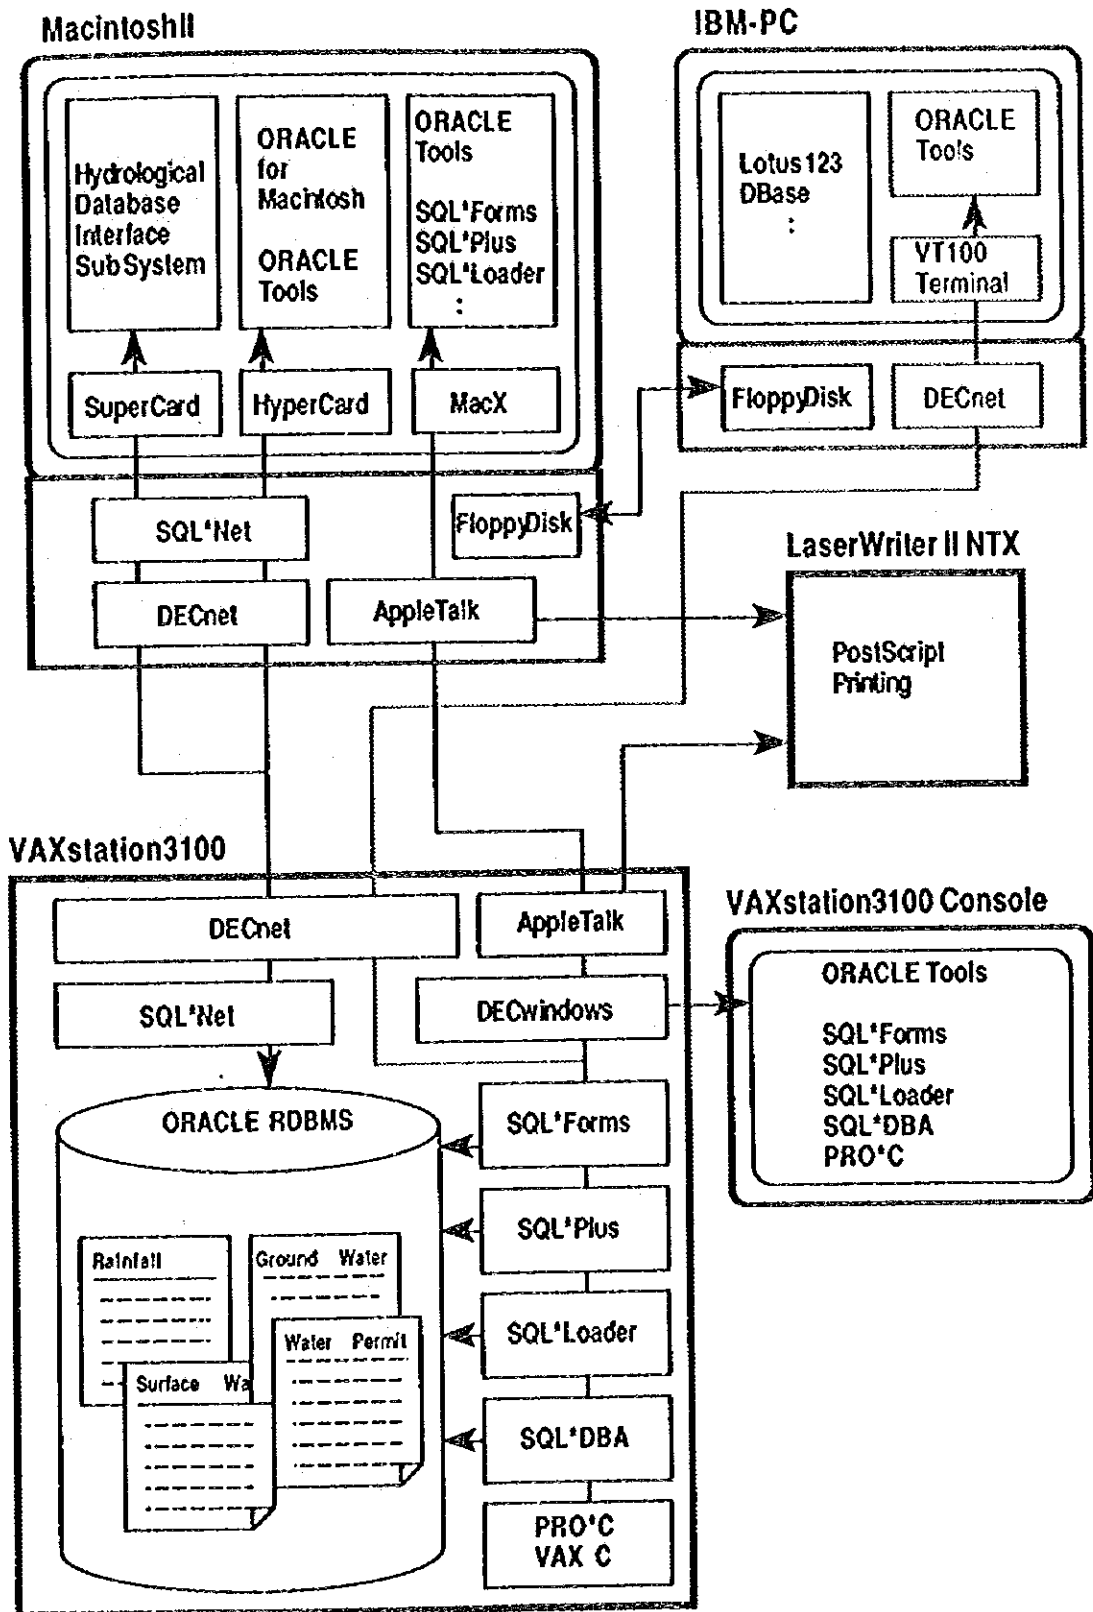 MacintoshII
Hydrological
Database
Interface
SubSystem
ORACLE
for
Macintosh
ORACLE
Tools
ORACLE
Tools
SQL*Forms
SQL*Plus
SQL*Loader
:
SuperCard
HyperCard
MacX
SQL*Net
FloppyDisk
DECnet
AppleTalk
IBM-PC
Lotus123
DBase
:
ORACLE
Tools
VT100
Terminal
FloppyDisk
DECnet
LaserWriter II NTX
PostScript
Printing
VAXstation3100
DECnet
AppleTalk
SQL*Net
DECwindows
ORACLE RDBMS
Rainfall
Ground Water
Water Permit
Surface Wa
SQL*Forms
SQL*Plus
SQL*Loader
SQL*DBA
PRO*C
VAX C
VAXstation3100 Console
ORACLE Tools
SQL*Forms
SQL*Plus
SQL*Loader
SQL*DBA
PRO*C